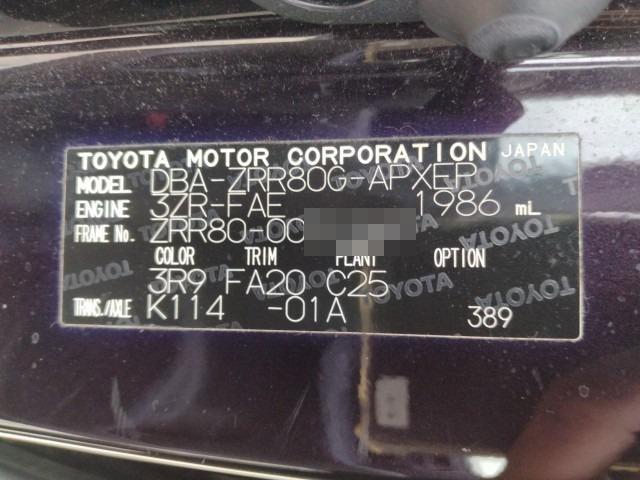 TOYOTA MOTOR CORPORATION JAPAN
MODEL DBA-ZRR80G-APXEP
ENGINE 3ZR-FAE 1986 mL
FRAME No. ZRR80-00
COLOR TRIM PLANT OPTION
3R9 FA20 C25
TRANS./AXLE K114 -01A 389